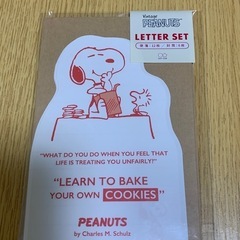 Vintage
PEANUTS
LETTER SET
"WHAT DO YOU DO WHEN YOU FEEL THAT
LIFE IS TREATING YOU UNFAIRLY?"
"LEARN TO BAKE
YOUR OWN COOKIES"
PEANUTS
by Charles M. Schulz